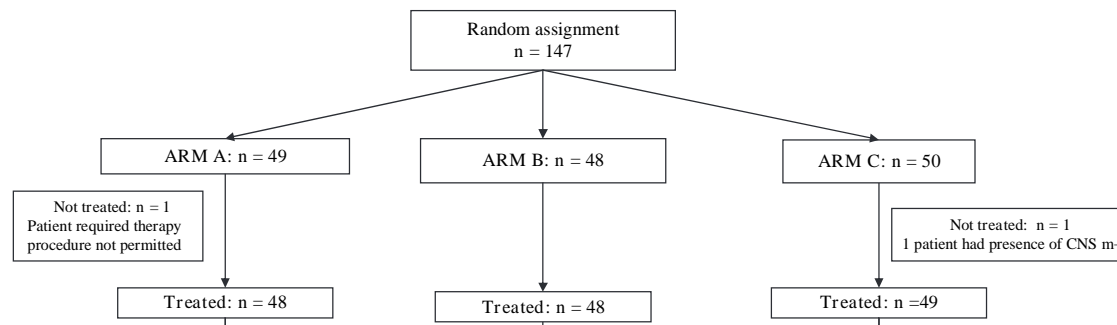 Random assignment
n = 147
ARM A: n = 49
ARM B: n = 48
ARM C: n = 50
Not treated: n = 1
Patient required therapy
procedure not permitted
Not treated: n = 1
1 patient had presence of CNS m
Treated: n = 48
Treated: n = 48
Treated: n =49